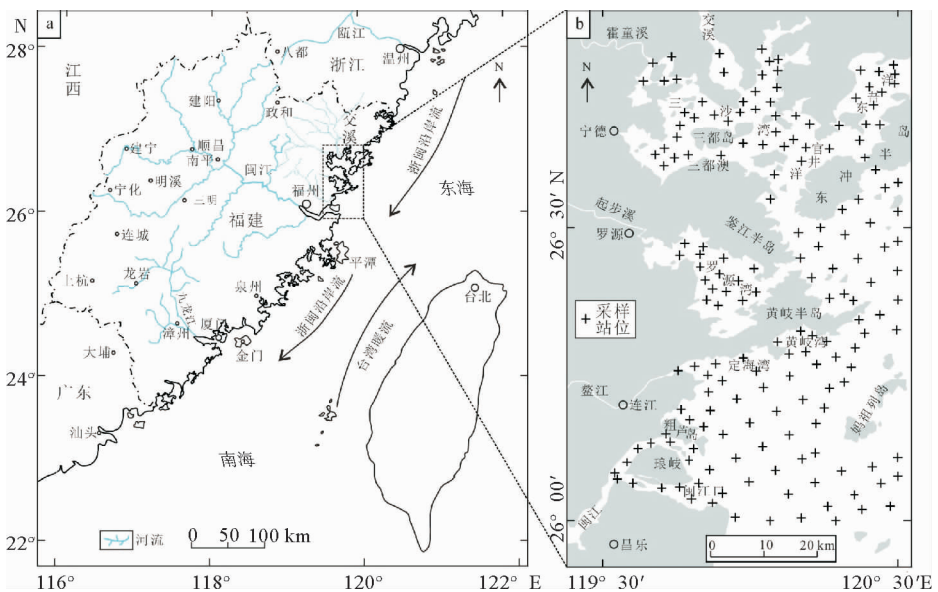 N
a
28°
26°
24°
22°
116°
118°
120°
122°
E
江西
浙江
瓯江
温州
八都
N
建阳
政和
交溪
建宁
顺昌
南平
闽江
宁化
明溪
三明
福州
福建
浙闽沿岸流
东海
连城
平潭
上杭
龙岩
九龙江
泉州
台北
浙闽沿岸流
台湾暖流
漳州
厦门
金门
大埔
广东
汕头
南海
河流
0 50 100 km
b
霍童溪
交溪
N
三沙湾
东吾洋
宁德
三都岛
三都澳
官井洋
东冲半岛
26° 30′ N
起步溪
罗源
鉴江半岛
罗源湾
黄岐半岛
采样
站位
黄岐湾
定海湾
鳌江
连江
妈祖列岛
粗芦岛
琅岐
闽江口
26° 00′
闽江
昌乐
0 10 20 km
119° 30′
120° 30′E